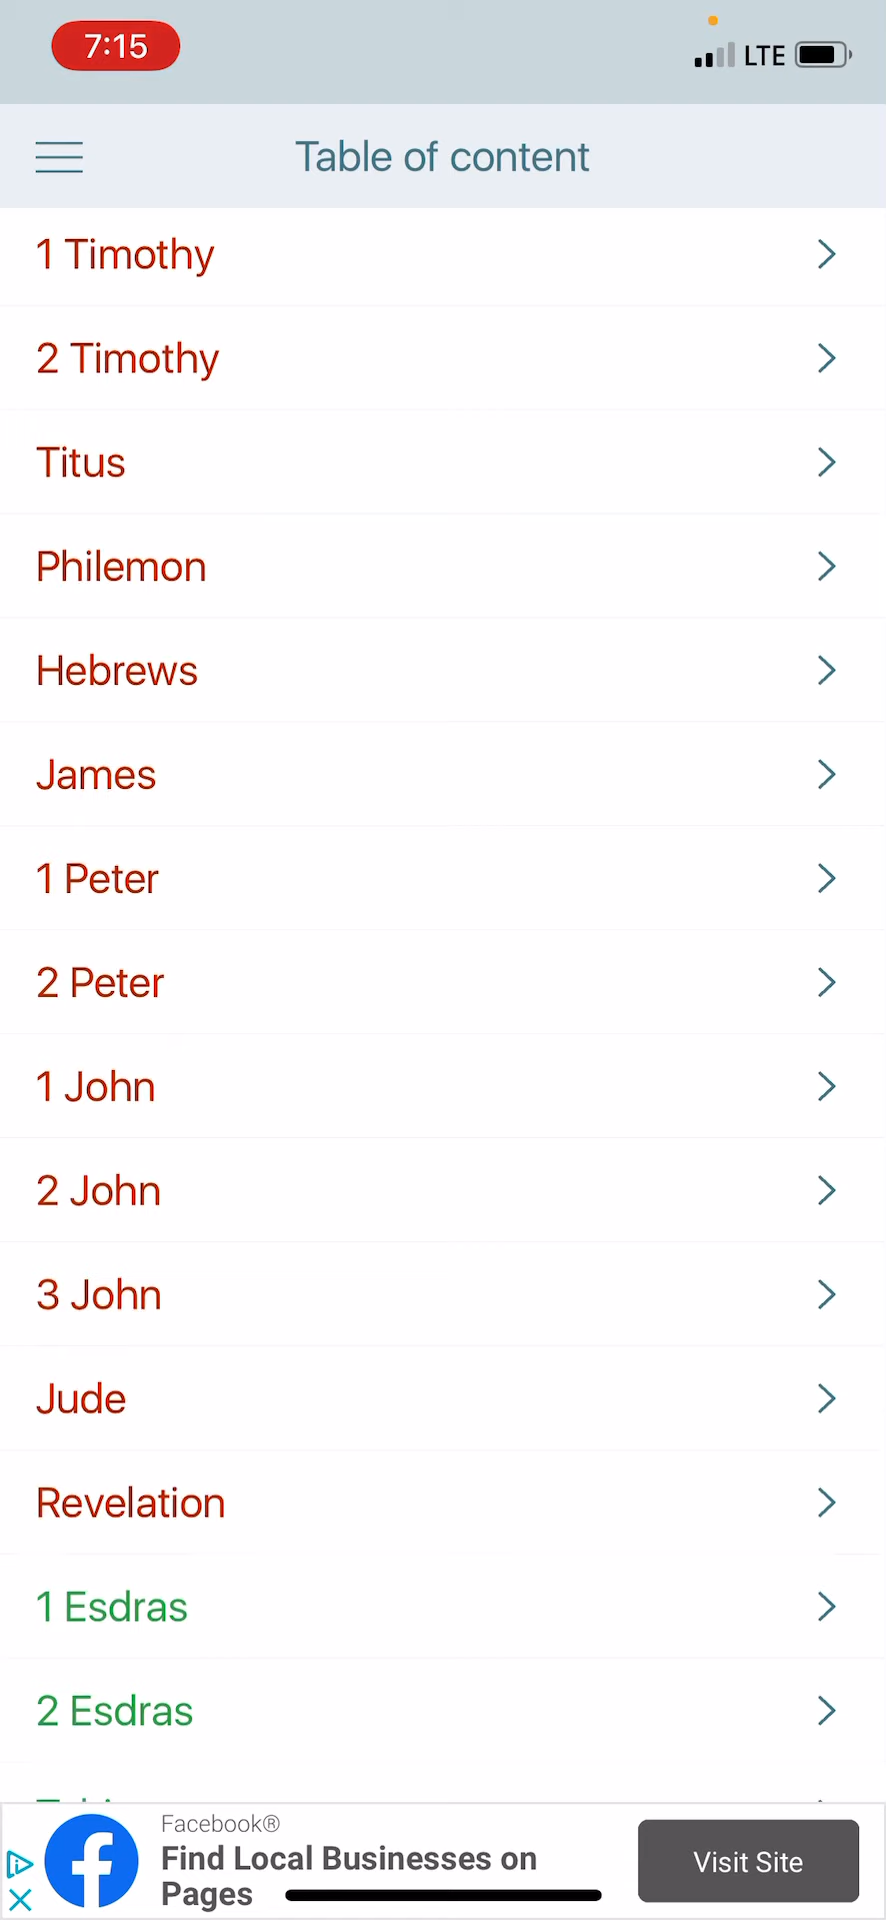 7:15
LTE
Table of content
1 Timothy
2 Timothy
Titus
Philemon
Hebrews
James
1 Peter
2 Peter
1 John
2 John
3 John
Jude
Revelation
1 Esdras
2 Esdras
Facebook®
Find Local Businesses on
Pages
Visit Site